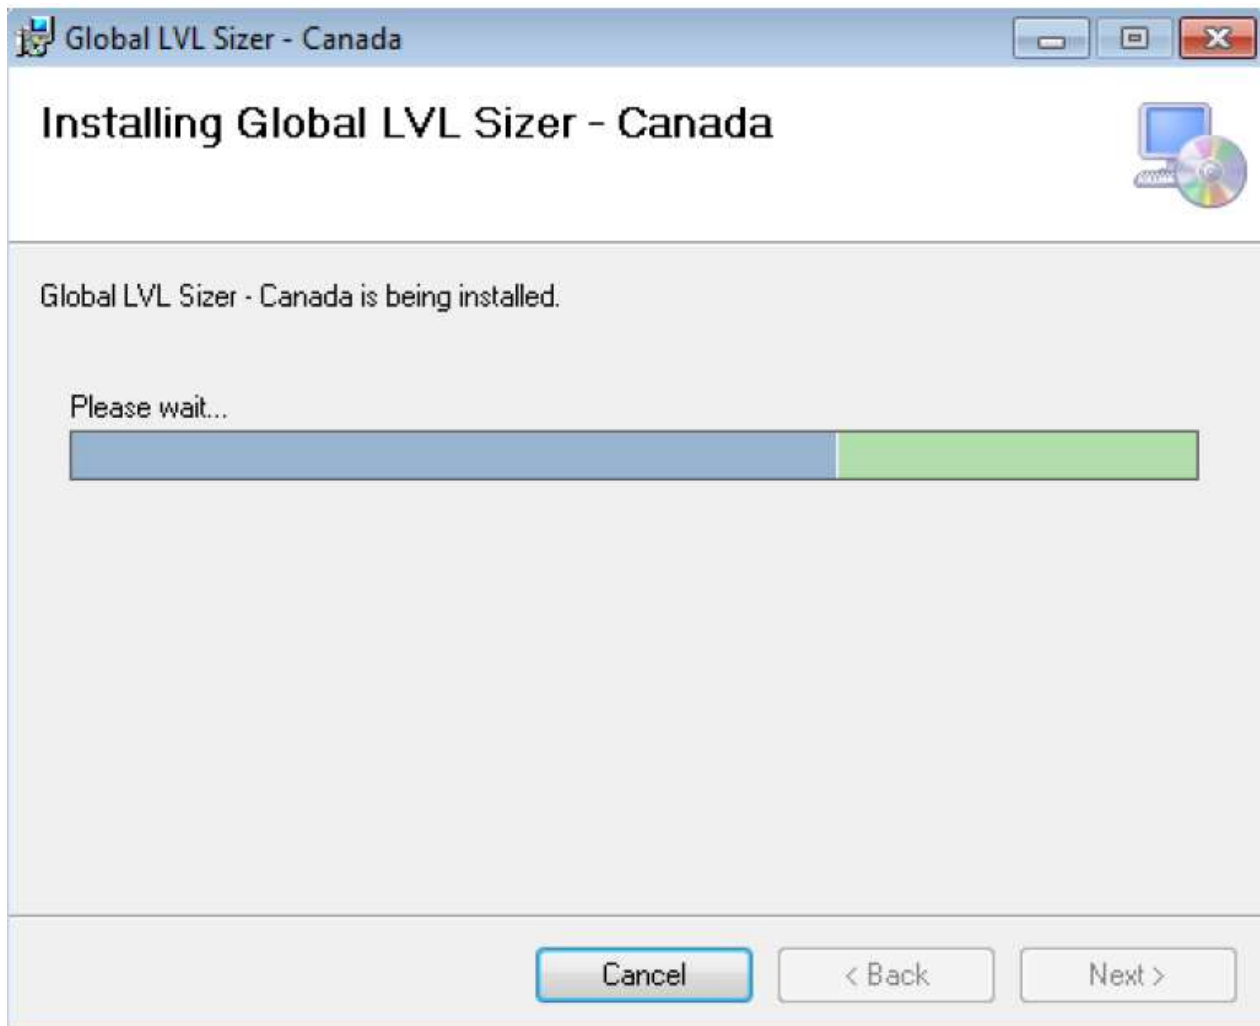 Global LVL Sizer - Canada
Installing Global LVL Sizer - Canada
Global LVL Sizer - Canada is being installed.
Please wait...
Cancel
< Back
Next >